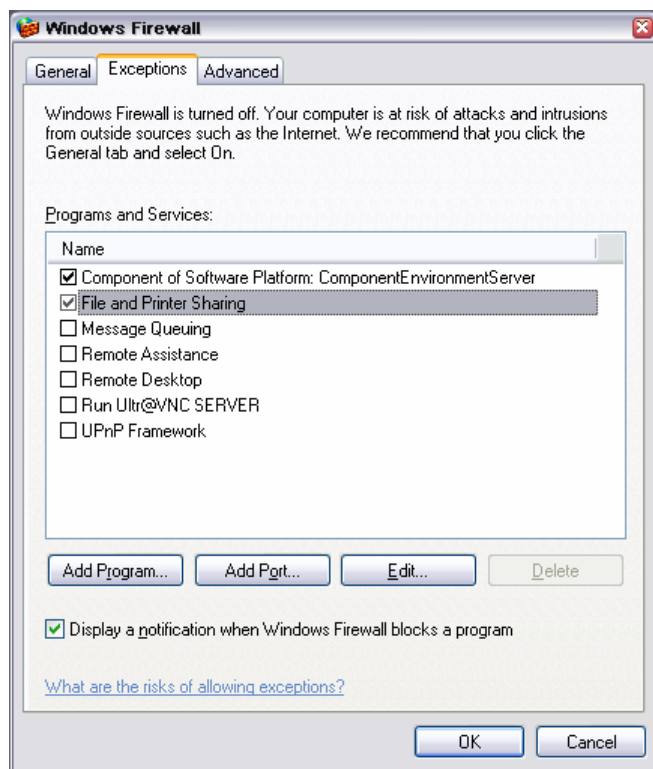 Windows Firewall
General Exceptions Advanced
Windows Firewall is turned off. Your computer is at risk of attacks and intrusions
from outside sources such as the Internet. We recommend that you click the
General tab and select On.
Programs and Services:
Name
Component of Software Platform: ComponentEnvironmentServer
File and Printer Sharing
Message Queuing
Remote Assistance
Remote Desktop
Run Ultr@VNC SERVER
UPnP Framework
Add Program... Add Port... Edit... Delete
Display a notification when Windows Firewall blocks a program
What are the risks of allowing exceptions?
OK Cancel